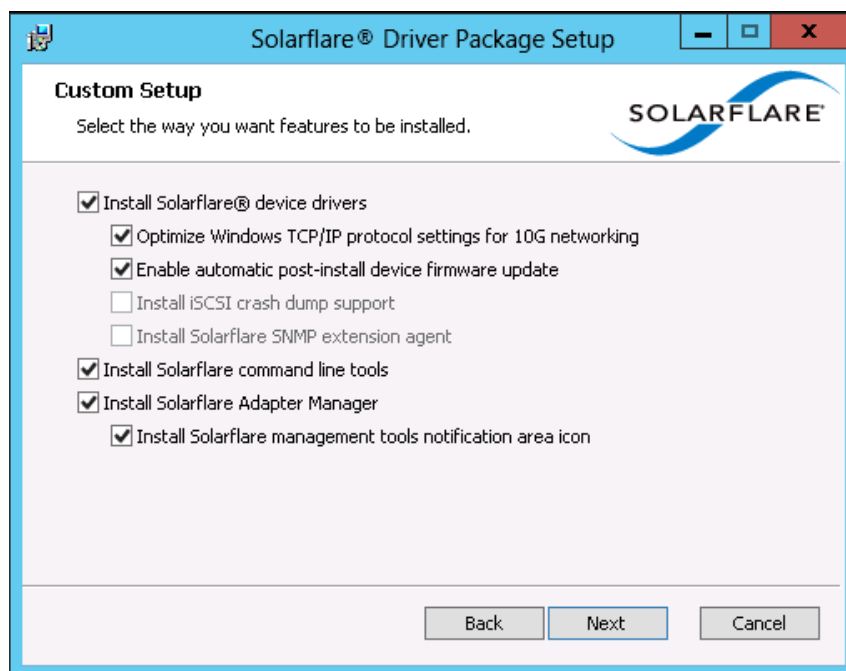 Solarflare® Driver Package Setup
Custom Setup
Select the way you want features to be installed.
SOLARFLARE®
Install Solarflare® device drivers
Optimize Windows TCP/IP protocol settings for 10G networking
Enable automatic post-install device firmware update
Install iSCSI crash dump support
Install Solarflare SNMP extension agent
Install Solarflare command line tools
Install Solarflare Adapter Manager
Install Solarflare management tools notification area icon
Back
Next
Cancel